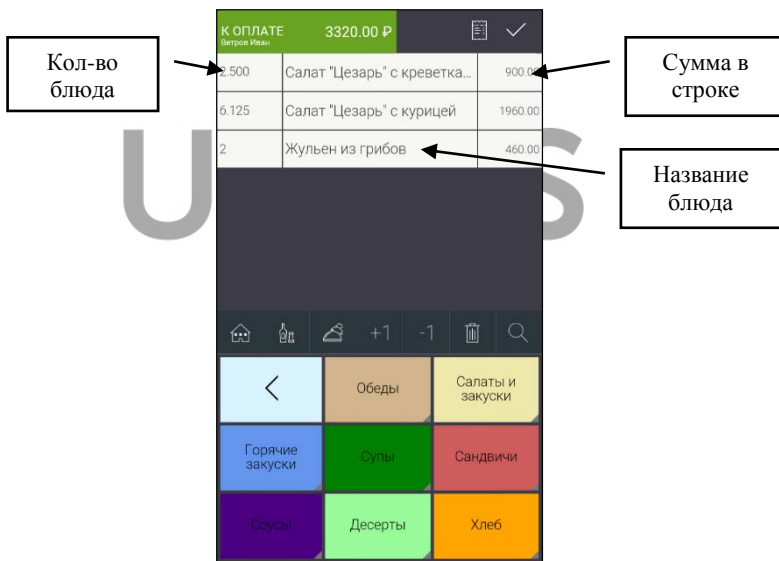 К ОПЛАТЕ 3320.00 ₽
Ветров Иван
Кол-во
блюда
Сумма в
строке
2.500 Салат "Цезарь" с креветка... 900.00
6.125 Салат "Цезарь" с курицей 1960.00
2 Жульен из грибов 460.00
Название
блюда
+1 -1
Обеды
Салаты и
закуски
Горячие
закуски
Супы
Сандвичи
Соусы
Десерты
Хлеб